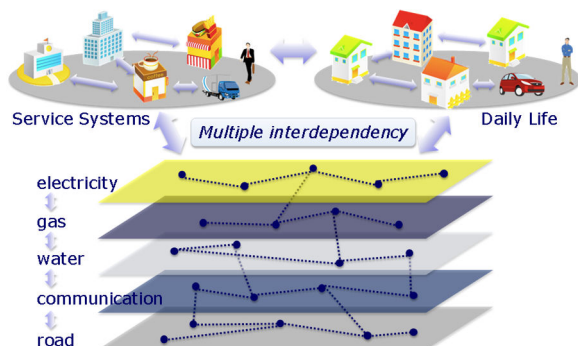 Service Systems
Daily Life
Multiple interdependency
electricity
gas
water
communication
road